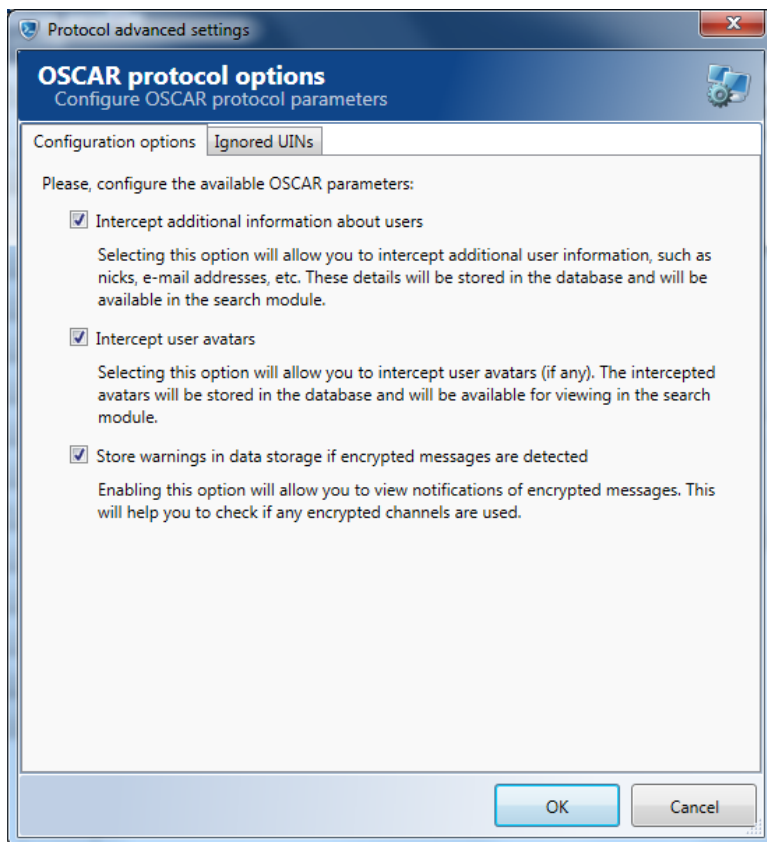 Protocol advanced settings
OSCAR protocol options
Configure OSCAR protocol parameters
Configuration options
Ignored UINs
Please, configure the available OSCAR parameters:
Intercept additional information about users
Selecting this option will allow you to intercept additional user information, such as
nicks, e-mail addresses, etc. These details will be stored in the database and will be
available in the search module.
Intercept user avatars
Selecting this option will allow you to intercept user avatars (if any). The intercepted
avatars will be stored in the database and will be available for viewing in the search
module.
Store warnings in data storage if encrypted messages are detected
Enabling this option will allow you to view notifications of encrypted messages. This
will help you to check if any encrypted channels are used.
OK
Cancel